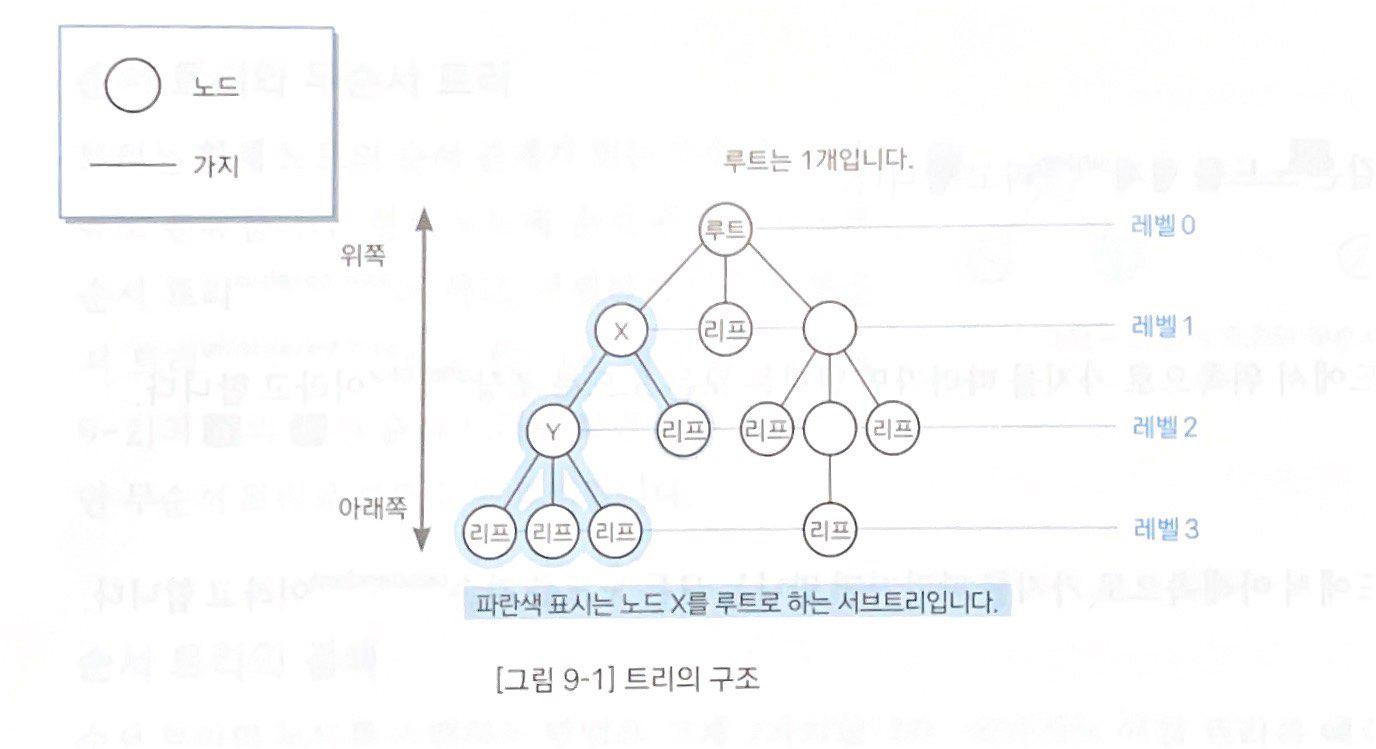 노드
가지
루트는 1개입니다.
위쪽
루트
레벨 0
X
리프
레벨 1
Y
리프
리프
리프
레벨 2
아래쪽
리프
리프
리프
리프
레벨 3
파란색 표시는 노드 X를 루트로 하는 서브트리입니다.
[그림 9-1] 트리의 구조